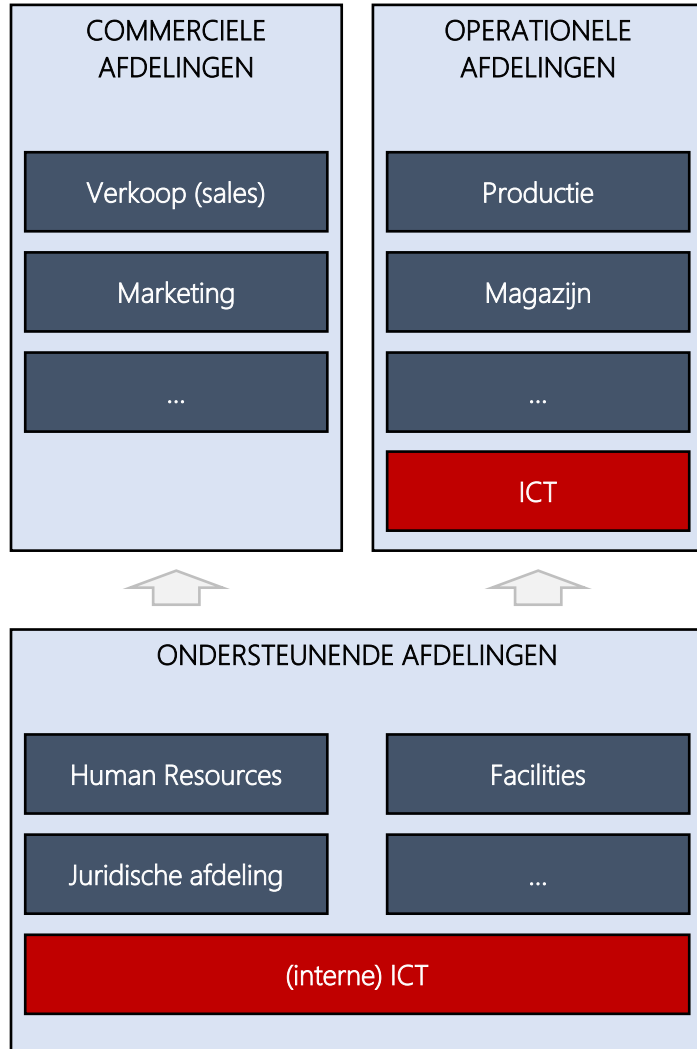 COMMERCIELE
AFDELINGEN
Verkoop (sales)
Marketing
...
OPERATIONELE
AFDELINGEN
Productie
Magazijn
...
ICT
ONDERSTEUNENDE AFDELINGEN
Human Resources
Facilities
Juridische afdeling
...
(interne) ICT